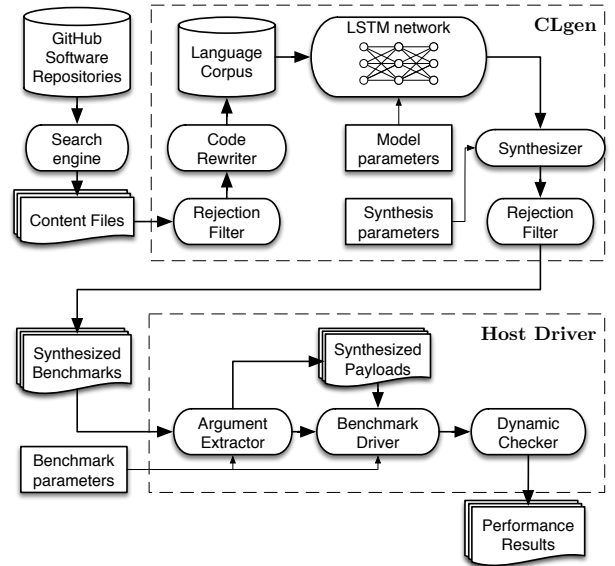 GitHub
Software
Repositories
Search
engine
Content Files
CLgen
Language
Corpus
Code
Rewriter
Rejection
Filter
LSTM network
Model
parameters
Synthesis
parameters
Synthesizer
Rejection
Filter
Synthesized
Benchmarks
Benchmark
parameters
Host Driver
Synthesized
Payloads
Argument
Extractor
Benchmark
Driver
Dynamic
Checker
Performance
Results